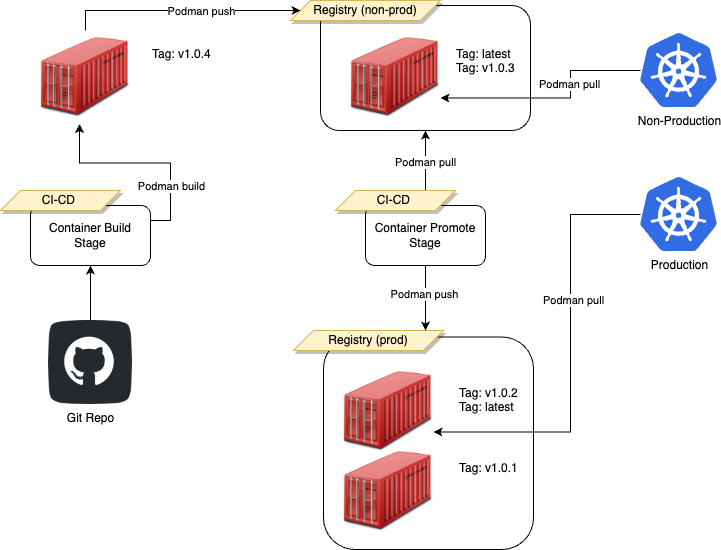 Podman push
Registry (non-prod)
Tag: v1.0.4
Tag: latest
Tag: v1.0.3
Podman pull
Non-Production
Podman pull
Podman build
CI-CD
Container Build
Stage
CI-CD
Container Promote
Stage
Production
Podman push
Podman pull
Registry (prod)
Git Repo
Tag: v1.0.2
Tag: latest
Tag: v1.0.1